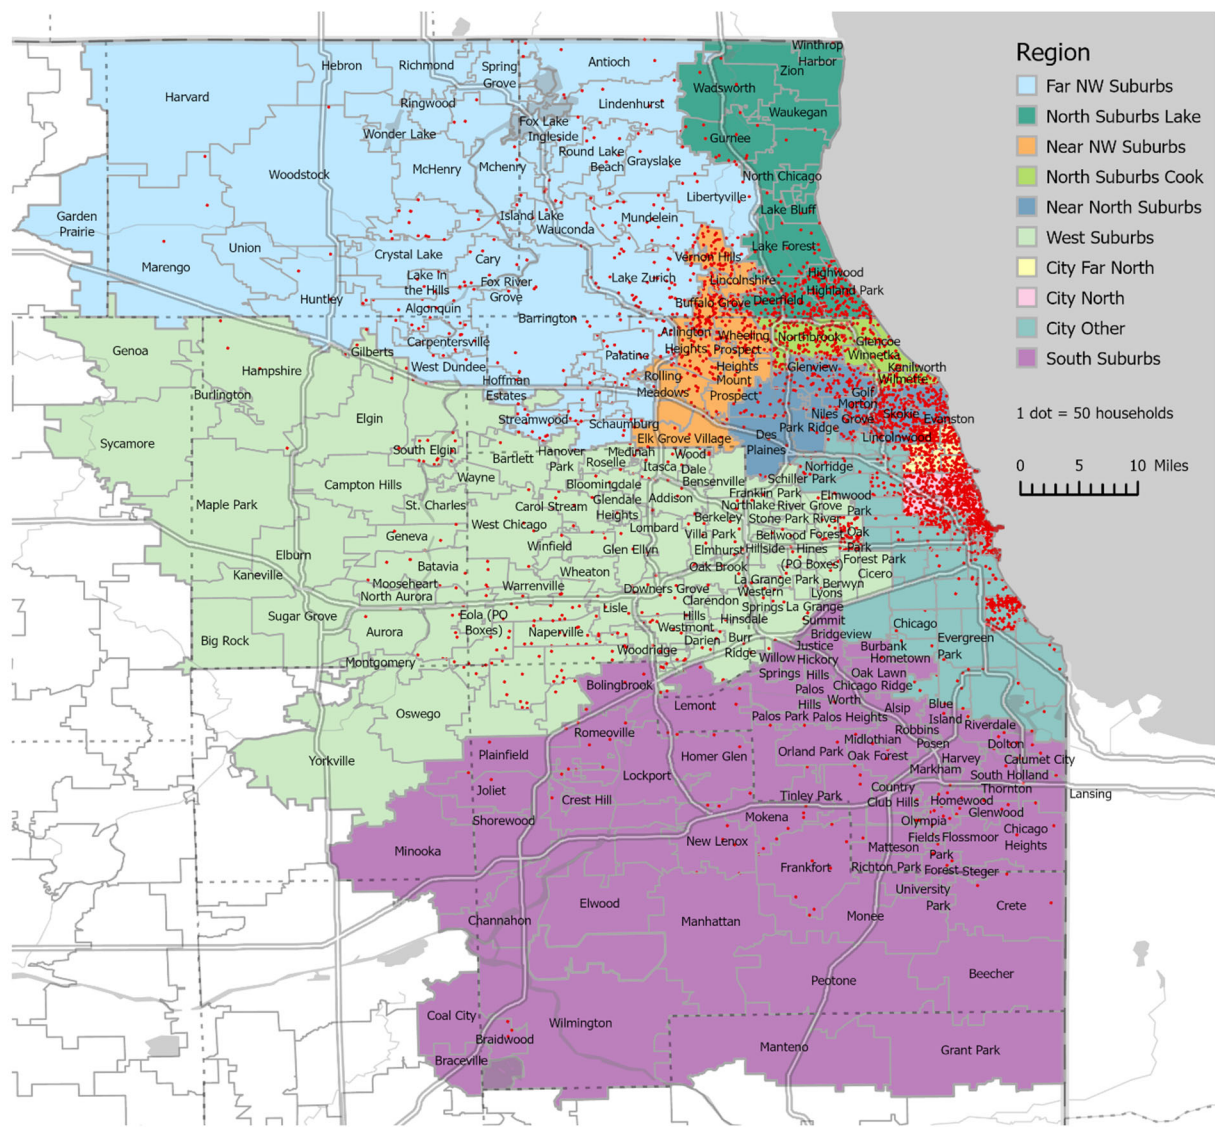 Region
Far NW Suburbs
North Suburbs Lake
Near NW Suburbs
North Suburbs Cook
Near North Suburbs
West Suburbs
City Far North
City North
City Other
South Suburbs
1 dot = 50 households
0 5 10 Miles
Winthrop
Harbor
Hebron
Richmond
Spring
Grove
Antioch
Zion
Wadsworth
Harvard
Ringwood
Lindenhurst
Waukegan
Fox Lake
Ingleside
Wonder Lake
Gurnee
Round Lake
Beach
Grayslake
McHenry
Mchenry
Woodstock
North Chicago
Libertyville
Garden
Prairie
Island Lake
Wauconda
Mundelein
Lake Bluff
Union
Crystal Lake
Cary
Vernon Hills
Lake Forest
Marengo
Lake In
the Hills
Fox River
Grove
Lake Zurich
Lincolnshire
Highwood
Highland Park
Huntley
Algonquin
Buffalo Grove
Deerfield
Barrington
Arlington
Heights
Wheeling
Northbrook
Glencoe
Winnetka
Genoa
Gilberts
Carpentersville
Palatine
Prospect
Heights
Glenview
Kenilworth
Wilmette
Hampshire
West Dundee
Hoffman
Estates
Rolling
Meadows
Mount
Prospect
Golf
Morton
Grove
Burlington
Elgin
Streamwood
Schaumburg
Niles
Skokie
Evanston
Park Ridge
Sycamore
Elk Grove Village
Des
Plaines
Lincolnwood
South Elgin
Bartlett
Hanover
Park
Medinah
Roselle
Itasca
Wood
Dale
Norridge
Wayne
Bensenville
Schiller Park
Campton Hills
Bloomingdale
Glendale
Heights
Addison
Franklin Park
Elmwood
Park
Maple Park
St. Charles
Carol Stream
Northlake
River Grove
West Chicago
Lombard
Berkeley
Stone Park
River
Forest
Oak
Park
Geneva
Villa Park
Bellwood
Elburn
Winfield
Glen Ellyn
Elmhurst
Hillside
Hines
(PO Boxes)
Forest Park
Batavia
Wheaton
Oak Brook
Cicero
Kaneville
Mooseheart
North Aurora
Warrenville
Downers Grove
La Grange Park
Berwyn
Western
Springs
Lyons
Sugar Grove
Eola (PO
Boxes)
Lisle
Clarendon
Hills
La Grange
Hinsdale
Summit
Chicago
Big Rock
Aurora
Naperville
Westmont
Darien
Burr
Ridge
Bridgeview
Evergreen
Park
Montgomery
Woodridge
Justice
Burbank
Hometown
Willow
Springs
Hickory
Hills
Oak Lawn
Bolingbrook
Palos
Hills
Chicago Ridge
Oswego
Lemont
Worth
Alsip
Blue
Island
Palos Park
Palos Heights
Riverdale
Romeoville
Robbins
Posen
Dolton
Yorkville
Plainfield
Homer Glen
Orland Park
Midlothian
Oak Forest
Harvey
Calumet City
Lockport
Markham
South Holland
Joliet
Crest Hill
Tinley Park
Country
Club Hills
Thornton
Lansing
Homewood
Glenwood
Shorewood
Mokena
Olympia
Fields
Flossmoor
Chicago
Heights
Minooka
New Lenox
Matteson
Park
Forest
Frankfort
Richton Park
Steger
University
Park
Elwood
Crete
Channahon
Manhattan
Monee
Peotone
Beecher
Coal City
Wilmington
Braidwood
Manteno
Grant Park
Braceville